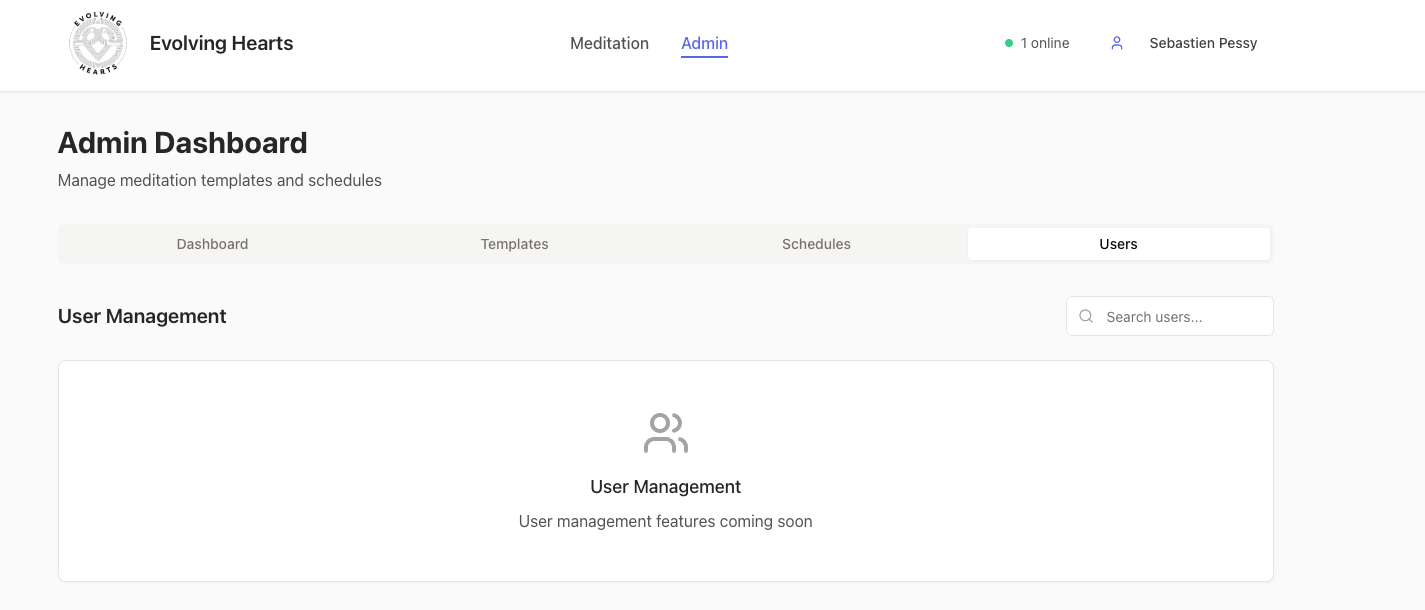 EVOLVING
HEARTS
Evolving Hearts
Meditation
Admin
1 online
Sebastien Pessy
Admin Dashboard
Manage meditation templates and schedules
Dashboard
Templates
Schedules
Users
User Management
Search users...
User Management
User management features coming soon